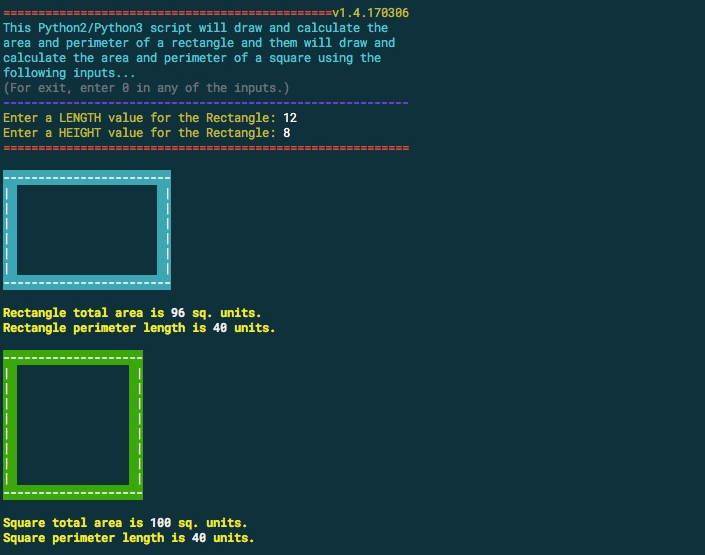 ===============================================v1.4.170306
This Python2/Python3 script will draw and calculate the
area and perimeter of a rectangle and them will draw and
calculate the area and perimeter of a square using the
following inputs...
(For exit, enter 0 in any of the inputs.)
----------------------------------------------------------
Enter a LENGTH value for the Rectangle: 12
Enter a HEIGHT value for the Rectangle: 8
==========================================================
------------------------
|                      |
|                      |
|                      |
|                      |
|                      |
|                      |
------------------------
Rectangle total area is 96 sq. units.
Rectangle perimeter length is 40 units.
--------------------
|                  |
|                  |
|                  |
|                  |
|                  |
|                  |
|                  |
|                  |
--------------------
Square total area is 100 sq. units.
Square perimeter length is 40 units.